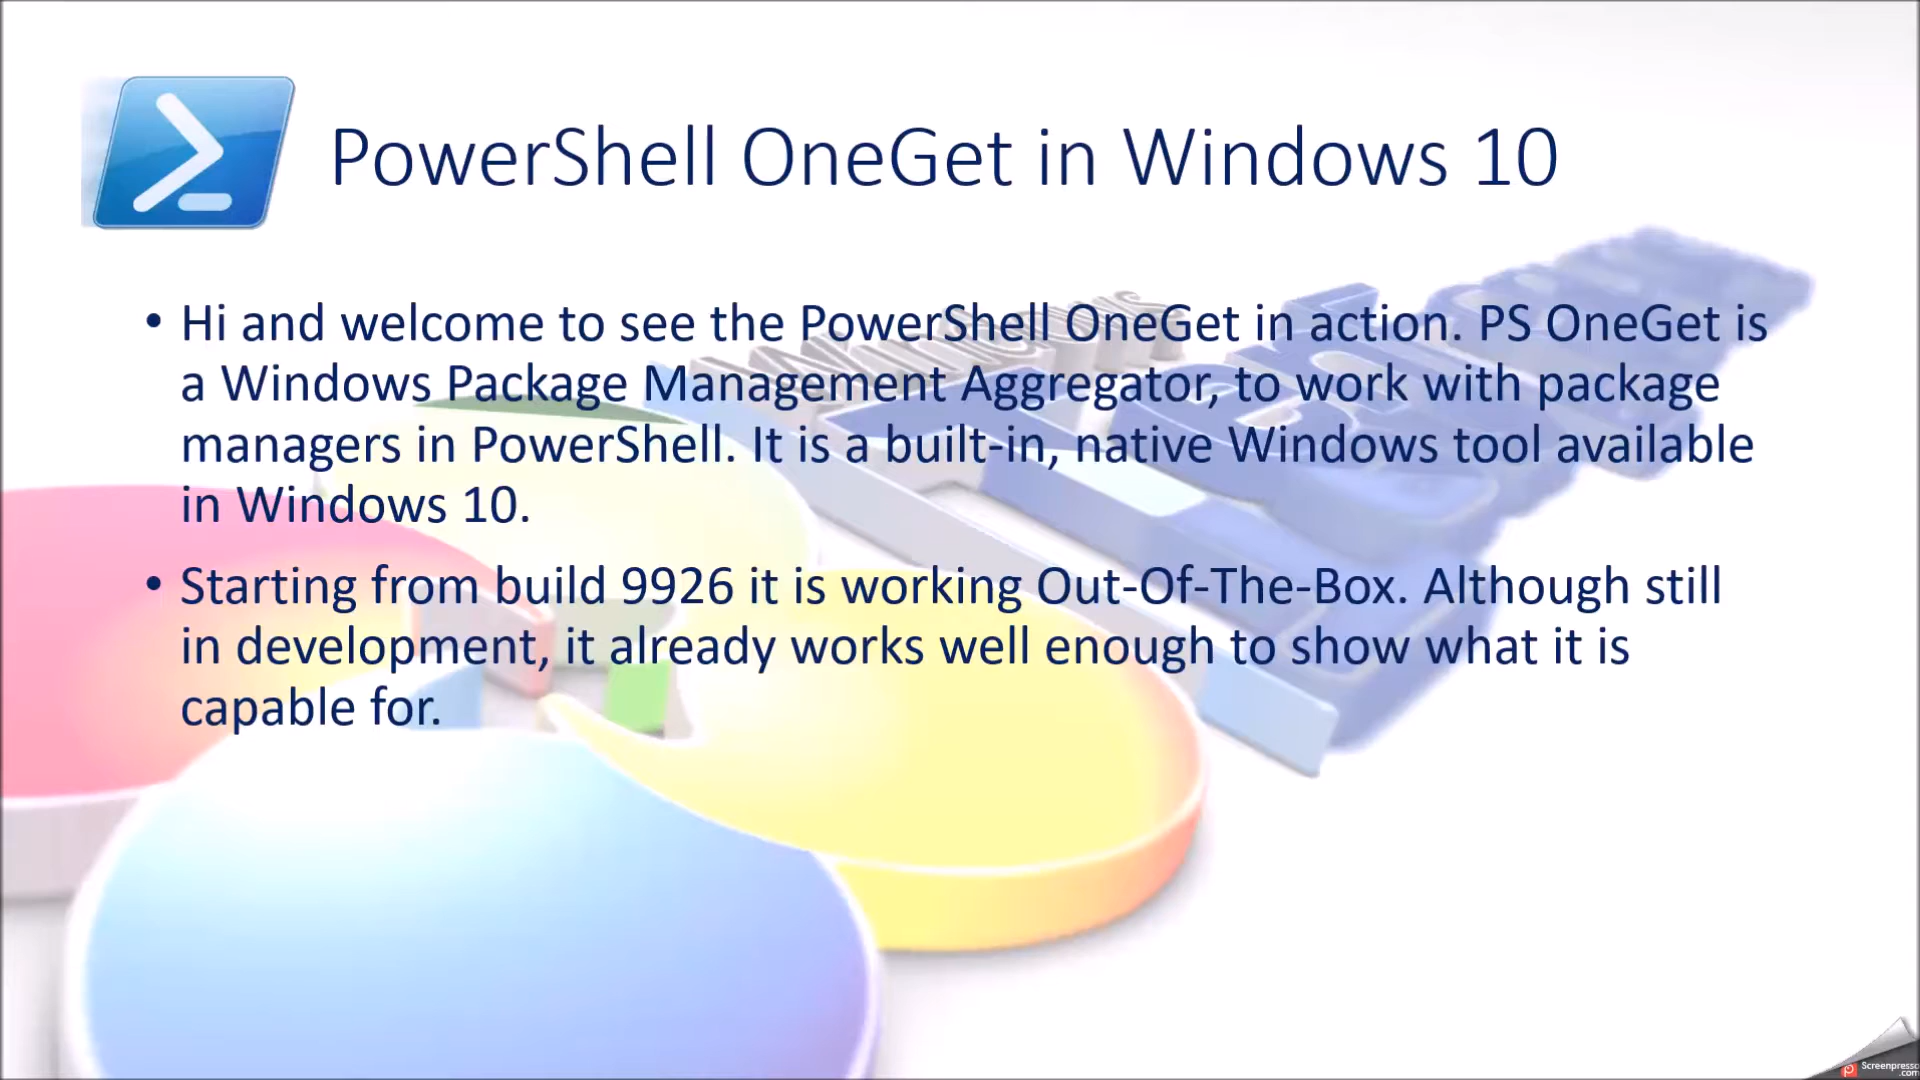 PowerShell OneGet in Windows 10
• Hi and welcome to see the PowerShell OneGet in action. PS OneGet is
a Windows Package Management Aggregator, to work with package
managers in PowerShell. It is a built-in, native Windows tool available
in Windows 10.
• Starting from build 9926 it is working Out-Of-The-Box. Although still
in development, it already works well enough to show what it is
capable for.
Windows
Screenpresso
.com